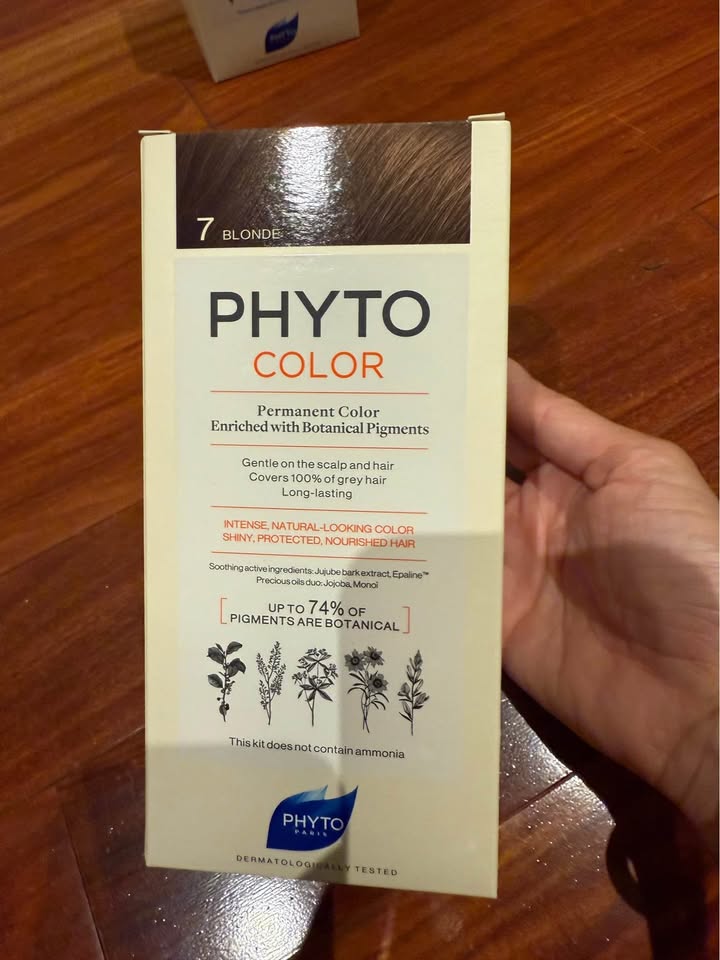 PHYTO
7 BLONDE
PHYTO
COLOR
Permanent Color
Enriched with Botanical Pigments
Gentle on the scalp and hair
Covers 100% of grey hair
Long-lasting
INTENSE, NATURAL-LOOKING COLOR
SHINY, PROTECTED, NOURISHED HAIR
Soothing active ingredients: Jujube bark extract, Epaline™
Precious oils duo: Jojoba, Monoï
[ UP TO 74% OF
PIGMENTS ARE BOTANICAL ]
This kit does not contain ammonia
PHYTO
PARIS
DERMATOLOGICALLY TESTED